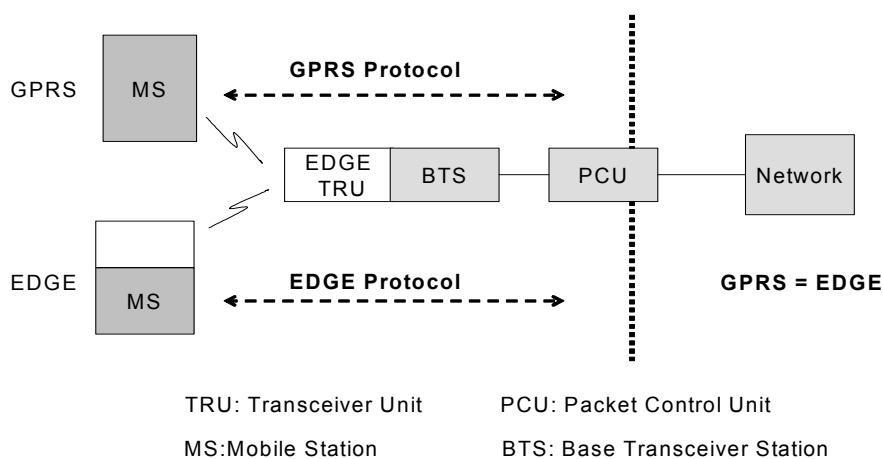 GPRS Protocol
GPRS
MS
EDGE
TRU
BTS
PCU
Network
EDGE
MS
EDGE Protocol
GPRS = EDGE
TRU: Transceiver Unit
PCU: Packet Control Unit
MS:Mobile Station
BTS: Base Transceiver Station